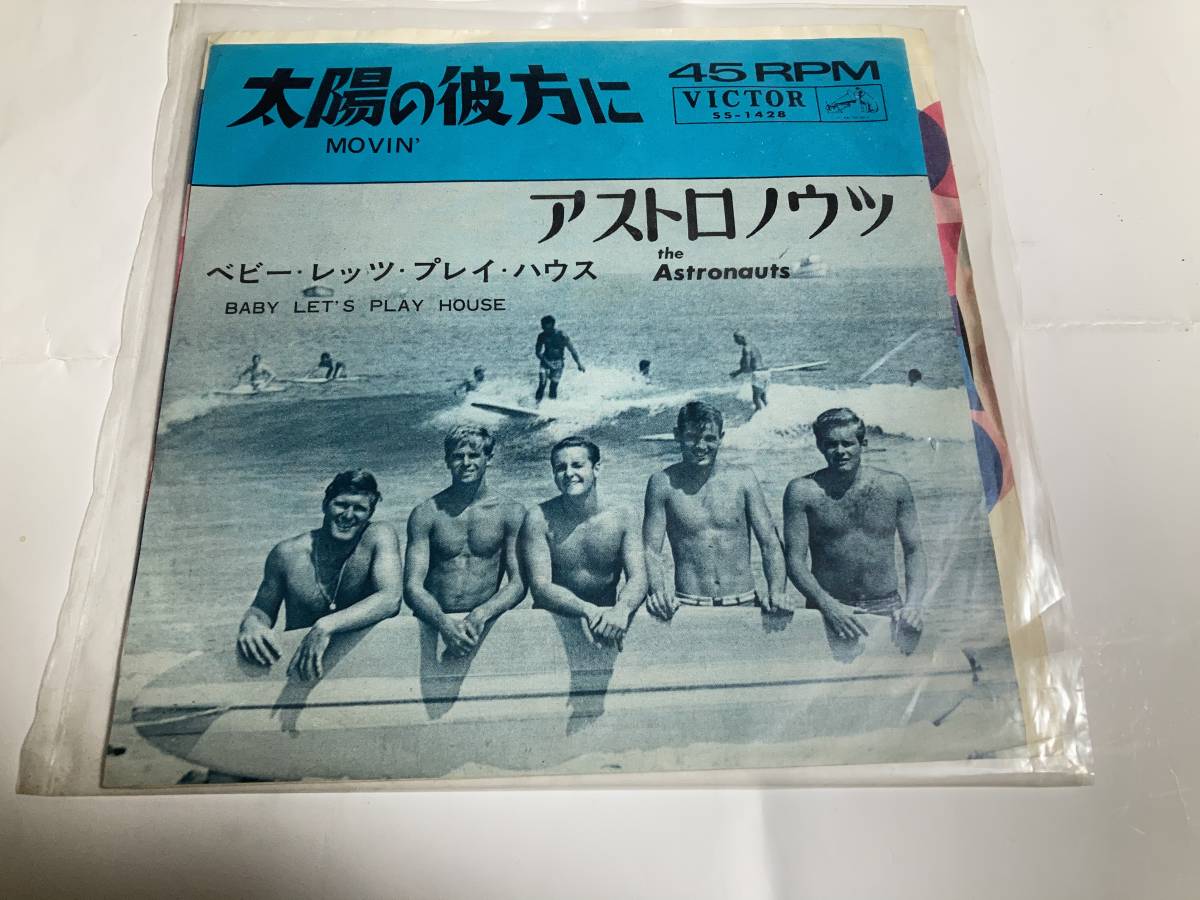 太陽の彼方に
MOVIN'
45 RPM
VICTOR
SS-1428
アストロノウツ
the
Astronauts
ベビー・レッツ・プレイ・ハウス
BABY LET'S PLAY HOUSE